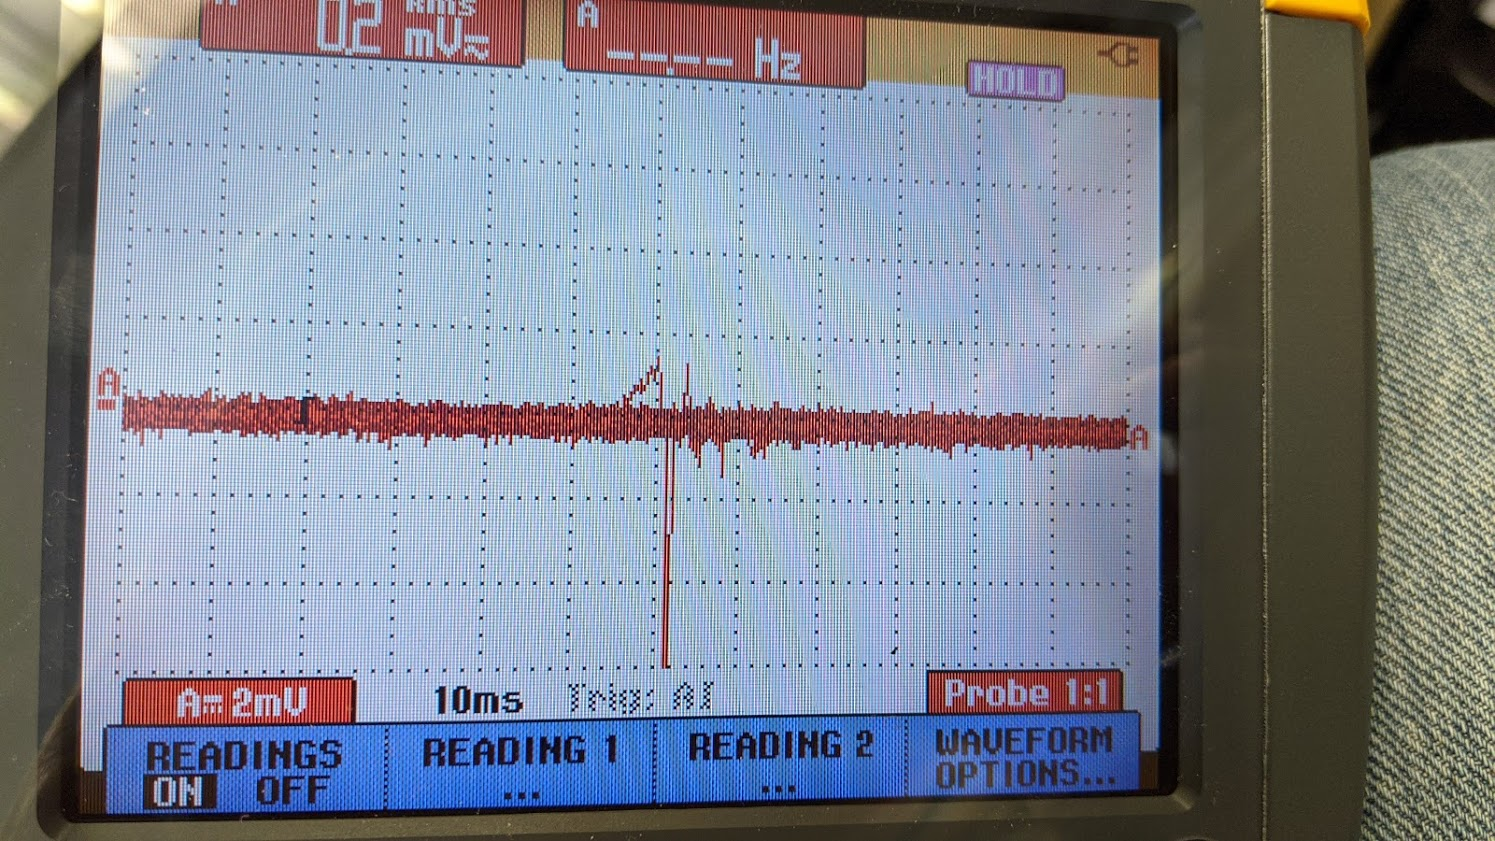 A 0.2 RMS mV≂
A ---.-- Hz
HOLD
A
A
A⎓2mV 10ms Trig: A∫ Probe 1:1
READINGS READING 1 READING 2 WAVEFORM
ON OFF ... ... OPTIONS...